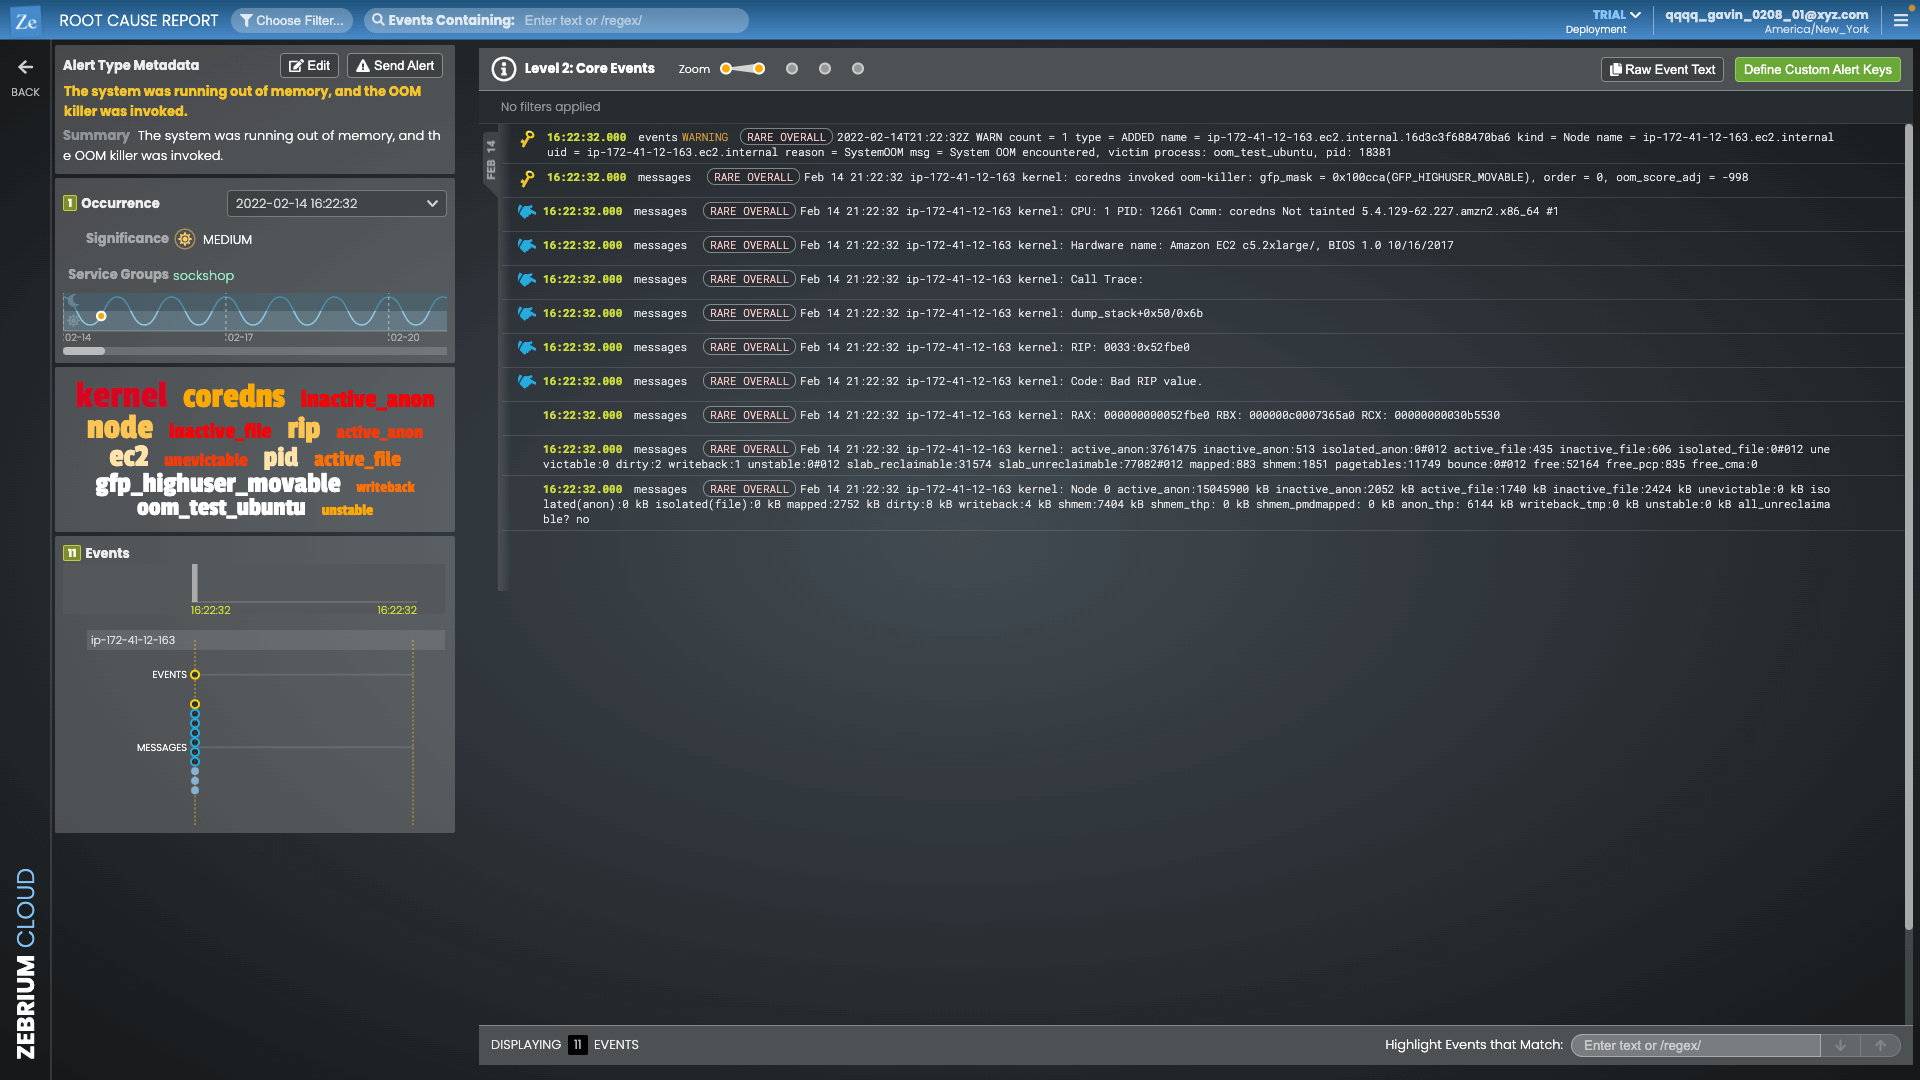 Ze ROOT CAUSE REPORT Choose Filter... Events Containing: Enter text or /regex/
TRIAL
Deployment
qqqq_gavin_0208_01@xyz.com
America/New_York
BACK
Alert Type Metadata Edit Send Alert
The system was running out of memory, and the OOM
killer was invoked.
Summary The system was running out of memory, and th
e OOM killer was invoked.
1 Occurrence 2022-02-14 16:22:32
Significance MEDIUM
Service Groups sockshop
02-14 02-17 02-20
kernel coredns inactive_anon
node inactive_file rip active_anon
ec2 unevictable pid active_file
gfp_highuser_movable writeback
oom_test_ubuntu unstable
11 Events
16:22:32 16:22:32
ip-172-41-12-163
EVENTS
MESSAGES
ZEBRIUM CLOUD
Level 2: Core Events Zoom Raw Event Text Define Custom Alert Keys
No filters applied
FEB 14
16:22:32.000 events WARNING RARE OVERALL 2022-02-14T21:22:32Z WARN count = 1 type = ADDED name = ip-172-41-12-163.ec2.internal.16d3c3f688470ba6 kind = Node name = ip-172-41-12-163.ec2.internal
uid = ip-172-41-12-163.ec2.internal reason = SystemOOM msg = System OOM encountered, victim process: oom_test_ubuntu, pid: 18381
16:22:32.000 messages RARE OVERALL Feb 14 21:22:32 ip-172-41-12-163 kernel: coredns invoked oom-killer: gfp_mask = 0x100cca(GFP_HIGHUSER_MOVABLE), order = 0, oom_score_adj = -998
16:22:32.000 messages RARE OVERALL Feb 14 21:22:32 ip-172-41-12-163 kernel: CPU: 1 PID: 12661 Comm: coredns Not tainted 5.4.129-62.227.amzn2.x86_64 #1
16:22:32.000 messages RARE OVERALL Feb 14 21:22:32 ip-172-41-12-163 kernel: Hardware name: Amazon EC2 c5.2xlarge/, BIOS 1.0 10/16/2017
16:22:32.000 messages RARE OVERALL Feb 14 21:22:32 ip-172-41-12-163 kernel: Call Trace:
16:22:32.000 messages RARE OVERALL Feb 14 21:22:32 ip-172-41-12-163 kernel: dump_stack+0x50/0x6b
16:22:32.000 messages RARE OVERALL Feb 14 21:22:32 ip-172-41-12-163 kernel: RIP: 0033:0x52fbe0
16:22:32.000 messages RARE OVERALL Feb 14 21:22:32 ip-172-41-12-163 kernel: Code: Bad RIP value.
16:22:32.000 messages RARE OVERALL Feb 14 21:22:32 ip-172-41-12-163 kernel: RAX: 000000000052fbe0 RBX: 000000c0007365a0 RCX: 00000000030b5530
16:22:32.000 messages RARE OVERALL Feb 14 21:22:32 ip-172-41-12-163 kernel: active_anon:3761475 inactive_anon:513 isolated_anon:0#012 active_file:435 inactive_file:606 isolated_file:0#012 une
victable:0 dirty:2 writeback:1 unstable:0#012 slab_reclaimable:31574 slab_unreclaimable:77082#012 mapped:883 shmem:1851 pagetables:11749 bounce:0#012 free:52164 free_pcp:835 free_cma:0
16:22:32.000 messages RARE OVERALL Feb 14 21:22:32 ip-172-41-12-163 kernel: Node 0 active_anon:15045900 kB inactive_anon:2052 kB active_file:1740 kB inactive_file:2424 kB unevictable:0 kB iso
lated(anon):0 kB isolated(file):0 kB mapped:2752 kB dirty:8 kB writeback:4 kB shmem:7404 kB shmem_thp: 0 kB shmem_pmdmapped: 0 kB anon_thp: 6144 kB writeback_tmp:0 kB unstable:0 kB all_unreclaima
ble? no
DISPLAYING 11 EVENTS Highlight Events that Match: Enter text or /regex/